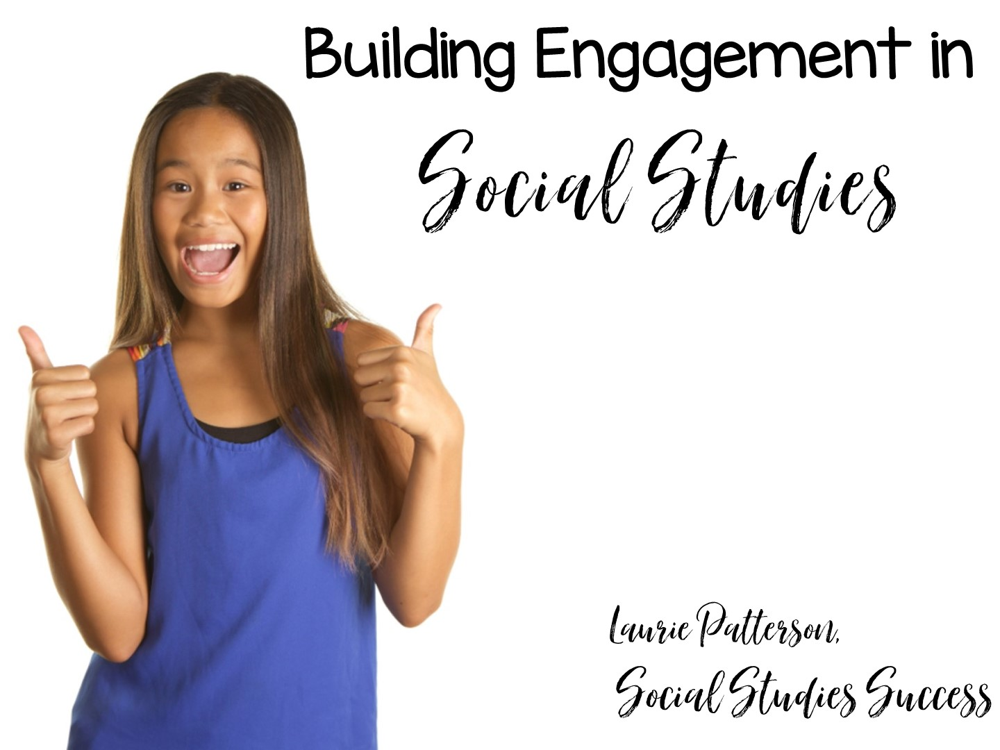 Building Engagement in
Social Studies
Laurie Patterson,
Social Studies Success